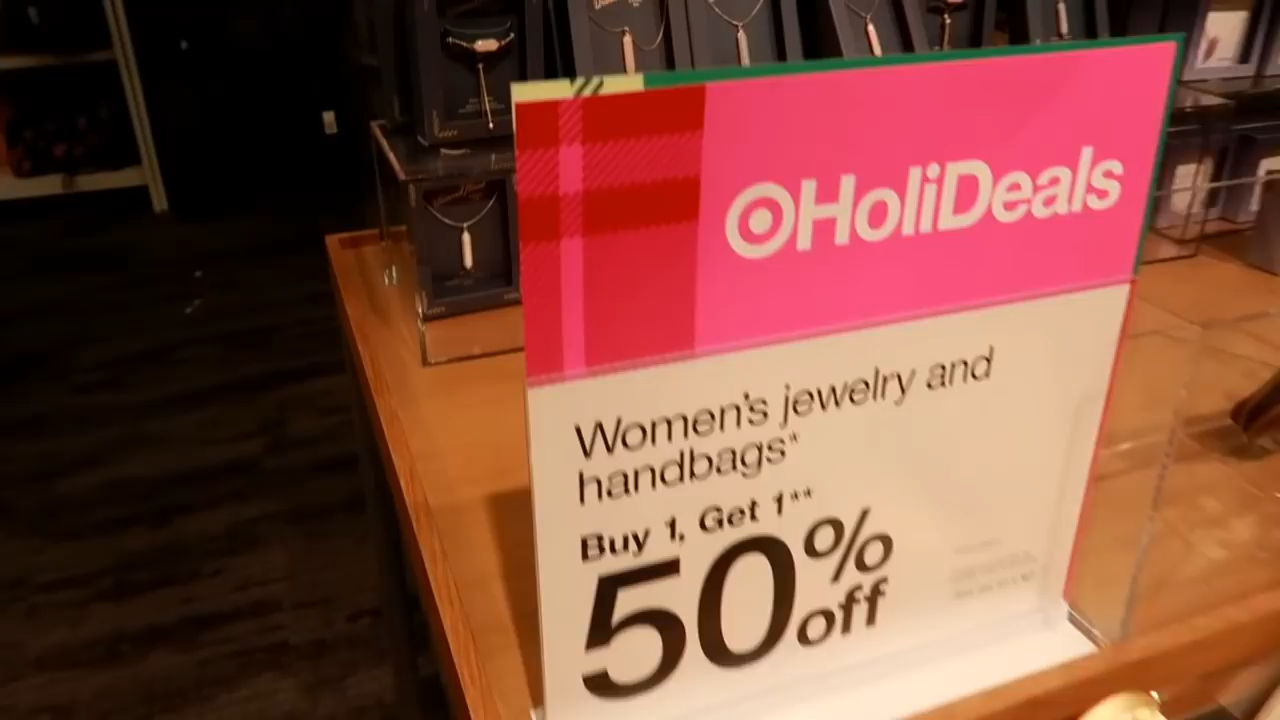 HoliDeals
Women's jewelry and
handbags*
Buy 1, Get 1**
50%
off